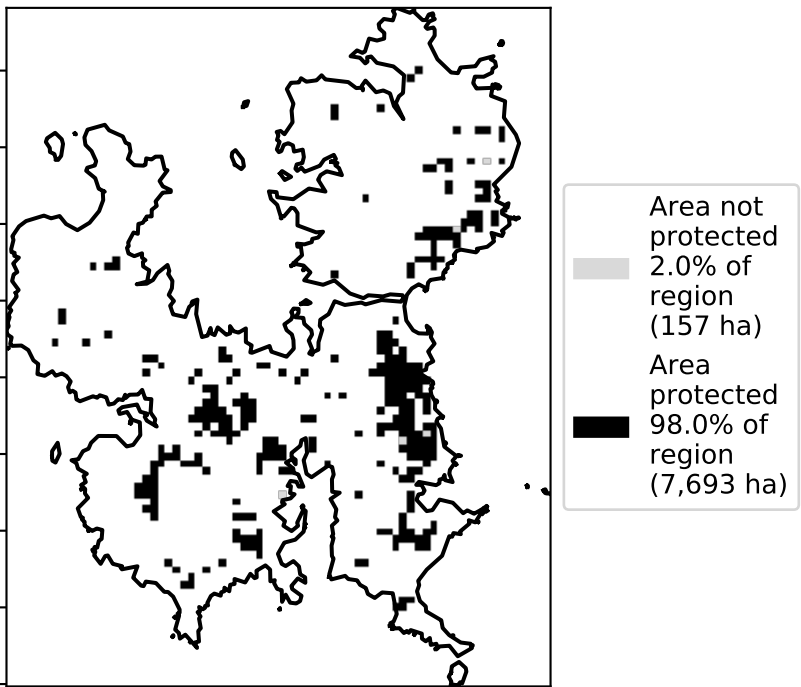 Area not
protected
2.0% of
region
(157 ha)
Area
protected
98.0% of
region
(7,693 ha)